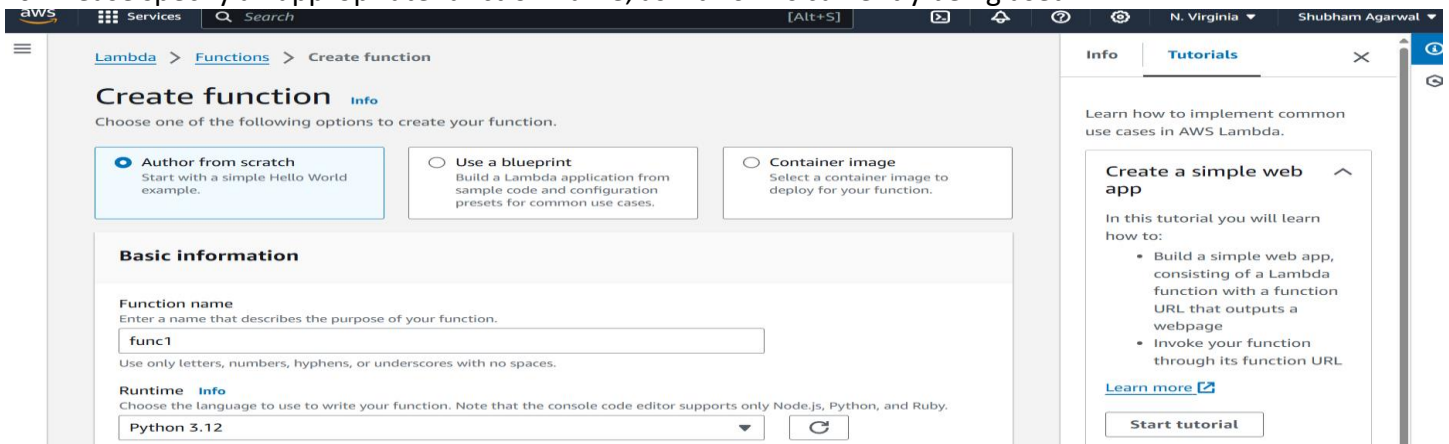 aws Services Search [Alt+S] N. Virginia Shubham Agarwal
Lambda > Functions > Create function
Create function Info
Choose one of the following options to create your function.
Author from scratch
Start with a simple Hello World
example.
Use a blueprint
Build a Lambda application from
sample code and configuration
presets for common use cases.
Container image
Select a container image to
deploy for your function.
Basic information
Function name
Enter a name that describes the purpose of your function.
func1
Use only letters, numbers, hyphens, or underscores with no spaces.
Runtime Info
Choose the language to use to write your function. Note that the console code editor supports only Node.js, Python, and Ruby.
Python 3.12
Info Tutorials
Learn how to implement common
use cases in AWS Lambda.
Create a simple web
app
In this tutorial you will learn
how to:
• Build a simple web app,
consisting of a Lambda
function with a function
URL that outputs a
webpage
• Invoke your function
through its function URL
Learn more
Start tutorial